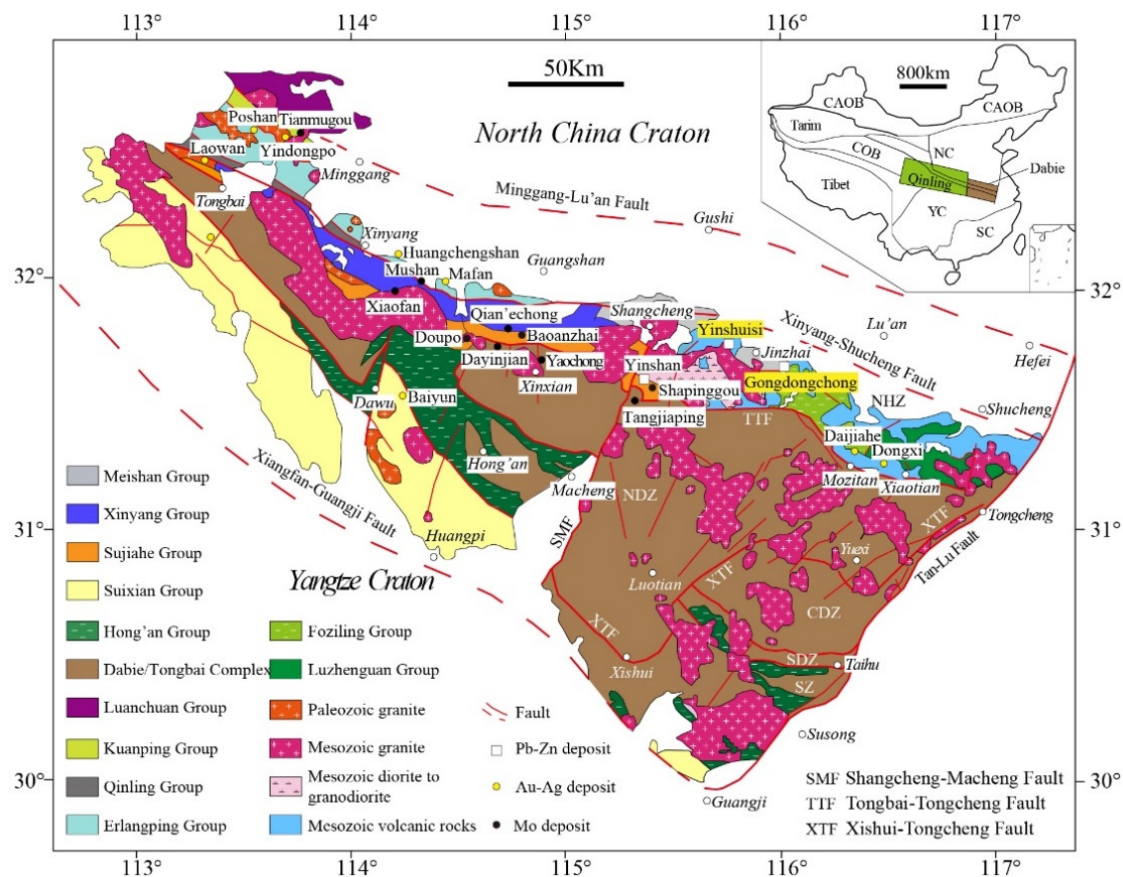 113° 114° 115° 116° 117°
50Km
800km
CAOB
CAOB
Tarim
COB
NC
Dabie
Qinling
Tibet
YC
SC
North China Craton
Poshan
Tianmugou
Laowan
Yindongpo
Minggang
Tongbai
Minggang-Lu'an Fault
Gushi
Xinyang
Huangchengshan
Guangshan
32°
32°
Mushan
Mafan
Xiaofan
Qian'echong
Shangcheng
Yinshuisi
Xinyang-Shucheng Fault
Lu'an
Hefei
Doupo
Baoanzhai
Jinzhai
Dayinjian
Yaochong
Yinshan
Xinxian
Shapinggou
Gongdongchong
Dawu
Baiyun
Tangjiaping
TTF
NHZ
Shucheng
Daijiahe
Dongxi
Hong'an
Macheng
Mozitan
Xiaotian
Xiangfan-Guangji Fault
NDZ
SMF
XTF
Tongcheng
31°
31°
Huangpi
Yuexi
Tan-Lu Fault
Yangtze Craton
Luotian
XTF
CDZ
XTF
Xishui
SDZ
Taihu
SZ
Susong
Guangji
30°
30°
Meishan Group
Xinyang Group
Sujiahe Group
Suixian Group
Hong'an Group
Dabie/Tongbai Complex
Luanchuan Group
Kuanping Group
Qinling Group
Erlangping Group
Foziling Group
Luzhenguan Group
Paleozoic granite
Mesozoic granite
Mesozoic diorite to
granodiorite
Mesozoic volcanic rocks
Fault
Pb-Zn deposit
Au-Ag deposit
Mo deposit
SMF Shangcheng-Macheng Fault
TTF Tongbai-Tongcheng Fault
XTF Xishui-Tongcheng Fault
113° 114° 115° 116° 117°